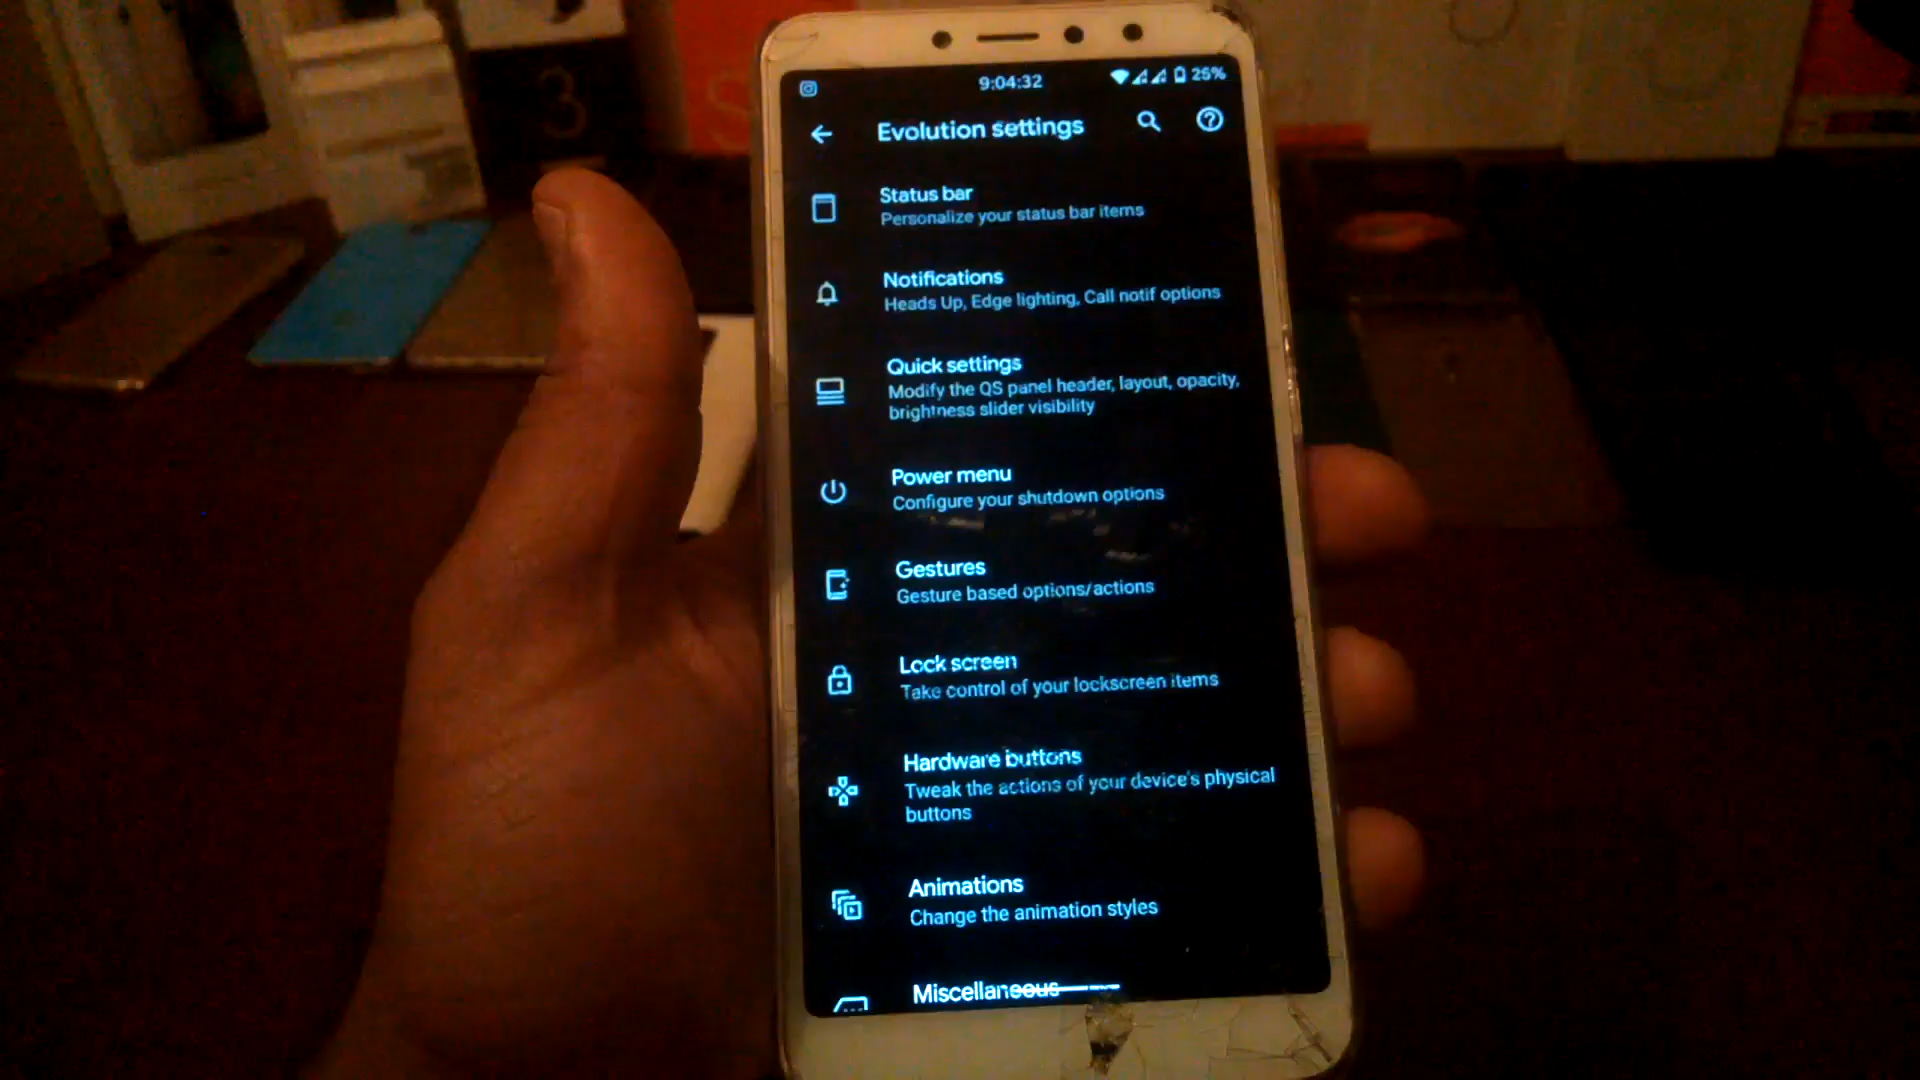 3
S
9:04:32
25%
Evolution settings
Status bar
Personalize your status bar items
Notifications
Heads Up, Edge lighting, Call notif options
Quick settings
Modify the QS panel header, layout, opacity,
brightness slider visibility
Power menu
Configure your shutdown options
Gestures
Gesture based options/actions
Lock screen
Take control of your lockscreen items
Hardware buttons
Tweak the actions of your device's physical
buttons
Animations
Change the animation styles
Miscellaneous